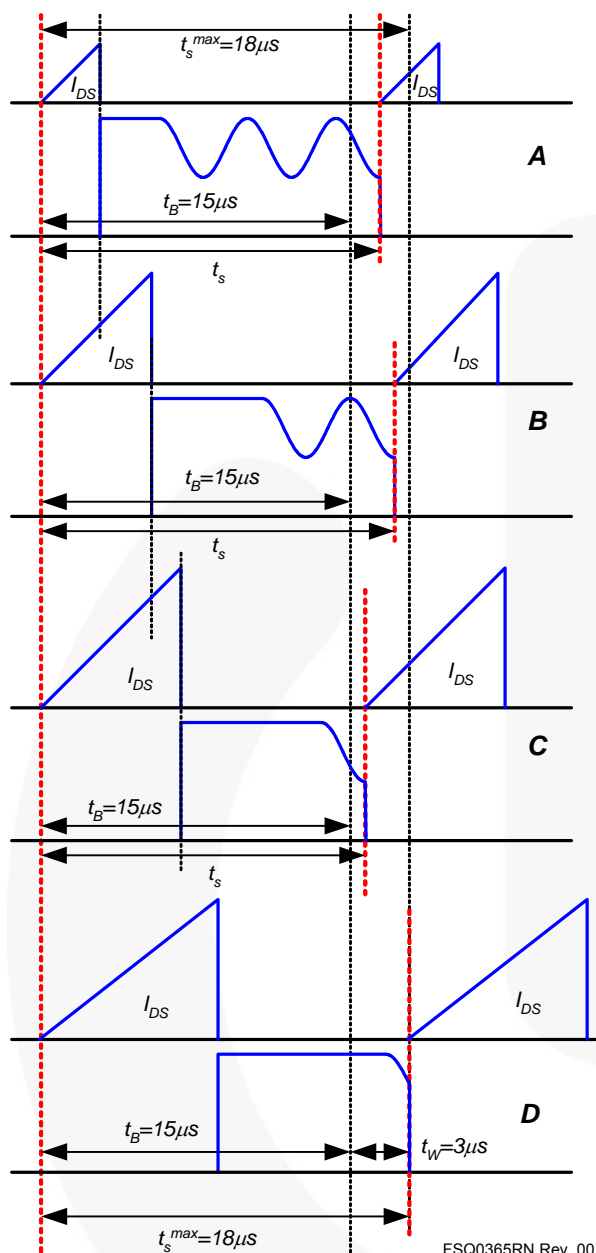 t_s^max=18μs
I_DS
I_DS
A
t_B=15μs
t_s
I_DS
I_DS
B
t_B=15μs
t_s
I_DS
I_DS
C
t_B=15μs
t_s
I_DS
I_DS
D
t_B=15μs
t_W=3μs
t_s^max=18μs
FSQ0365RN Rev. 00